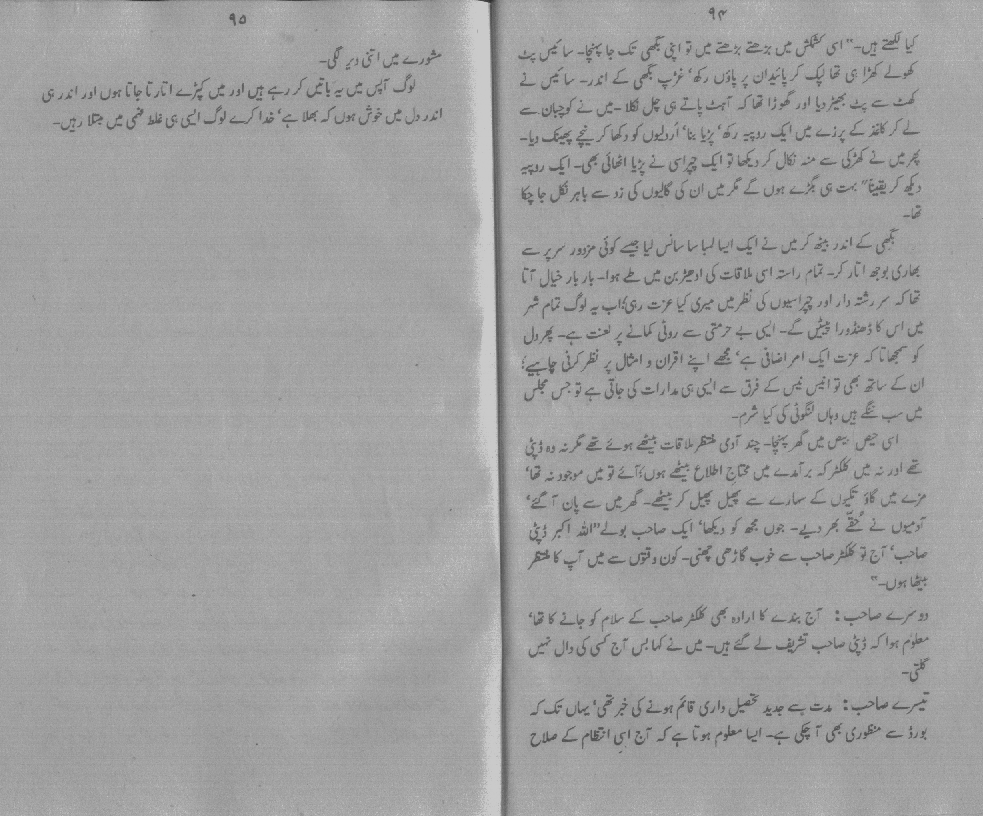 ۹۴
کیا لکھتے ہیں۔" اسی کشمکش میں بڑھتے بڑھتے میں تو اپنی بگھی تک جا پہنچا۔ سائیس پٹ
کھولے کھڑا ہی تھا لپک کر پائیدان پر پاؤں رکھ' غڑپ بگھی کے اندر۔ سائیس نے
کھٹ سے پٹ بھیڑ دیا اور گھوڑا تھا کہ آہٹ پاتے ہی چل نکلا۔ میں نے کوچبان سے
لے کر کاغذ کے پرزے میں ایک روپیہ رکھ' پڑیا بنا' اُردلیوں کو دکھا کر نیچے پھینک دیا۔
پھر میں نے کھڑکی سے منہ نکال کر دیکھا تو ایک چپراسی نے پڑیا اٹھائی بھی۔ ایک روپیہ
دیکھ کر یقیناً" بہت ہی بگڑے ہوں گے مگر میں ان کی گالیوں کی زد سے باہر نکل جا چکا
تھا۔
بگھی کے اندر بیٹھ کر میں نے ایک ایسا لمبا سا سانس لیا جیسے کوئی مزدور سر پر سے
بھاری بوجھ اتار کر۔ تمام راستہ اسی ملاقات کی ادھیڑ بن میں طے ہوا۔ بار بار خیال آتا
تھا کہ سر رشتہ دار اور چپراسیوں کی نظر میں میری کیا عزت رہی؛ اب یہ لوگ تمام شہر
میں اس کا ڈھنڈورا پیٹیں گے۔ ایسی بے حرمتی سے روٹی کمانے پر لعنت ہے۔ پھر دل
کو سمجھاتا کہ عزت ایک امر اضافی ہے' مجھے اپنے اقران و امثال پر نظر کرنی چاہیے؛
ان کے ساتھ بھی تو انیس بیس کے فرق سے ایسی ہی مدارات کی جاتی ہے تو جس مجلس
میں سب ننگے ہیں وہاں لنگوٹی کی کیا شرم۔
اسی حیص بیص میں گھر پہنچا۔ چند آدمی منتظر ملاقات بیٹھے ہوئے تھے مگر نہ وہ ڈپٹی
تھے اور نہ میں کلکٹر کہ برآمدے میں محتاجِ اطلاع بیٹھے ہوں؛ آئے تو میں موجود نہ تھا'
مزے میں گاؤ تکیوں کے سہارے سے پھیل پھیل کر بیٹھے۔ گھر میں سے پان آ گئے'
آدمیوں نے حُقّے بھر دیے۔ جوں مجھ کو دیکھا' ایک صاحب بولے "اللہ اکبر ڈپٹی
صاحب' آج تو کلکٹر صاحب سے خوب گاڑھی چھنی۔ کون وقتوں سے میں آپ کا منتظر
بیٹھا ہوں۔"
دوسرے صاحب: آج بندے کا ارادہ بھی کلکٹر صاحب کے سلام کو جانے کا تھا'
معلوم ہوا کہ ڈپٹی صاحب تشریف لے گئے ہیں۔ میں نے کہا بس آج کسی کی دال نہیں
گلتی۔
تیسرے صاحب: مدت سے جدید تحصیل داری قائم ہونے کی خبر تھی' یہاں تک کہ
بورڈ سے منظوری بھی آ چکی ہے۔ ایسا معلوم ہوتا ہے کہ آج اسی انتظام کے صلاح
۹۵
مشورے میں اتنی دیر لگی۔
لوگ آپس میں یہ باتیں کر رہے ہیں اور میں کپڑے اتارتا جاتا ہوں اور اندر ہی
اندر دل میں خوش ہوں کہ بھلا ہے' خدا کرے لوگ ایسی ہی غلط فہمی میں مبتلا رہیں۔